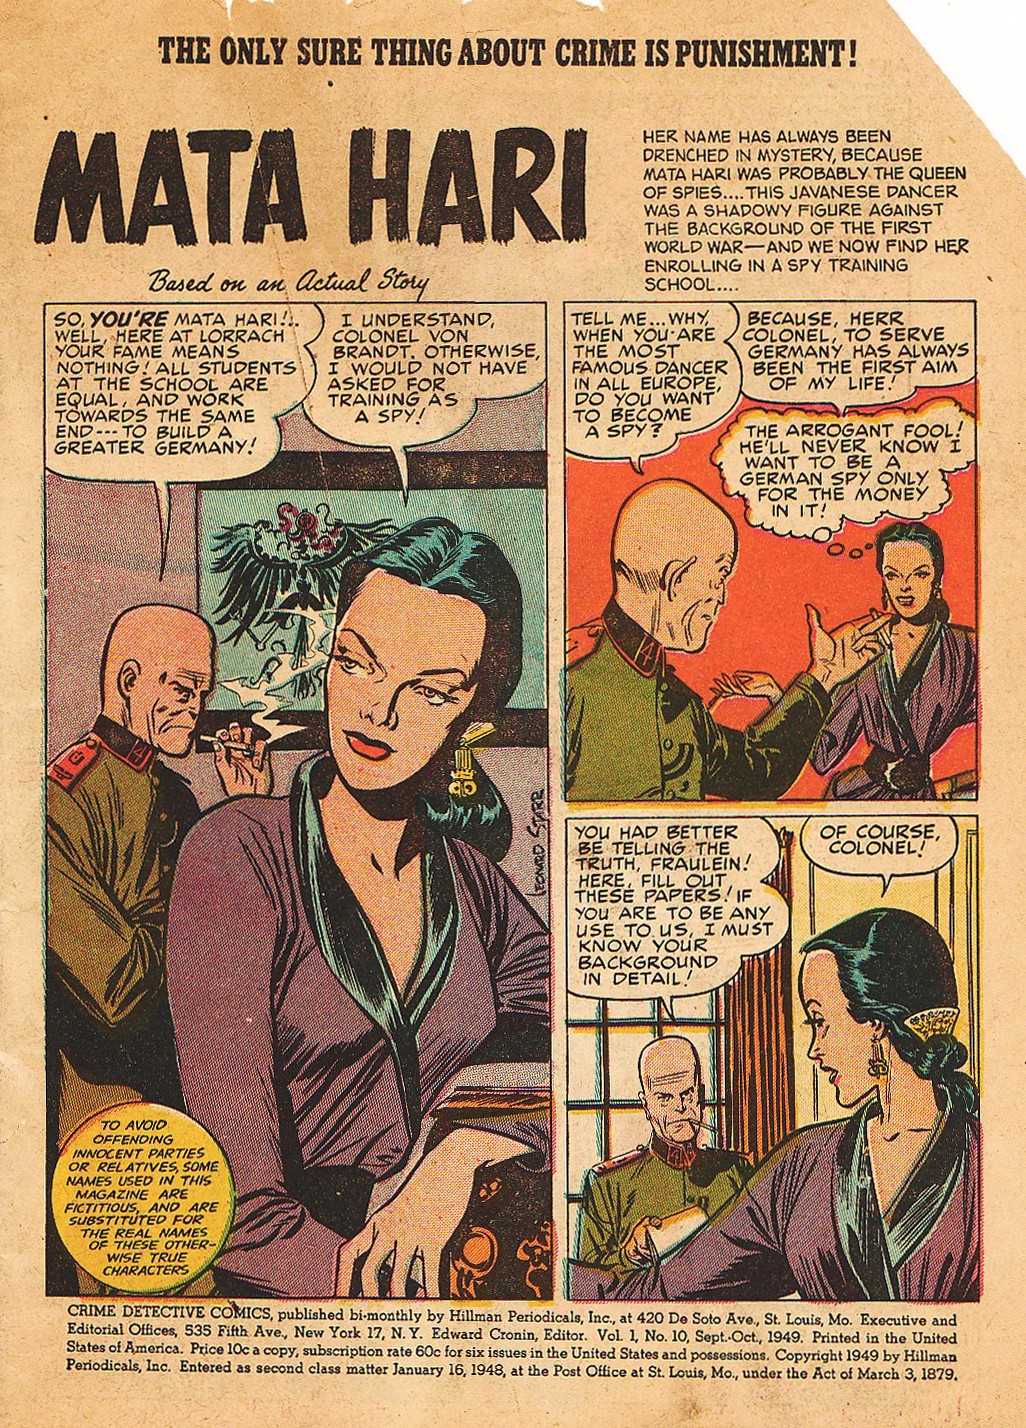 THE ONLY SURE THING ABOUT CRIME IS PUNISHMENT!
MATA HARI
Based on an Actual Story
HER NAME HAS ALWAYS BEEN
DRENCHED IN MYSTERY, BECAUSE
MATA HARI WAS PROBABLY THE QUEEN
OF SPIES....THIS JAVANESE DANCER
WAS A SHADOWY FIGURE AGAINST
THE BACKGROUND OF THE FIRST
WORLD WAR—AND WE NOW FIND HER
ENROLLING IN A SPY TRAINING
SCHOOL....
SO, YOU'RE MATA HARI!..
WELL, HERE AT LORRACH
YOUR FAME MEANS
NOTHING! ALL STUDENTS
AT THE SCHOOL ARE
EQUAL, AND WORK
TOWARDS THE SAME
END---TO BUILD A
GREATER GERMANY!
I UNDERSTAND,
COLONEL VON
BRANDT. OTHERWISE,
I WOULD NOT HAVE
ASKED FOR
TRAINING AS
A SPY!
LEONARD STARR
TO AVOID
OFFENDING
INNOCENT PARTIES
OR RELATIVES, SOME
NAMES USED IN THIS
MAGAZINE ARE
FICTITIOUS, AND ARE
SUBSTITUTED FOR
THE REAL NAMES
OF THESE OTHER-
WISE TRUE
CHARACTERS
TELL ME...WHY,
WHEN YOU ARE
THE MOST
FAMOUS DANCER
IN ALL EUROPE,
DO YOU WANT
TO BECOME
A SPY?
BECAUSE, HERR
COLONEL, TO SERVE
GERMANY HAS ALWAYS
BEEN THE FIRST AIM
OF MY LIFE!
THE ARROGANT FOOL!
HE'LL NEVER KNOW I
WANT TO BE A
GERMAN SPY ONLY
FOR THE MONEY
IN IT!
4
YOU HAD BETTER
BE TELLING THE
TRUTH, FRAULEIN!
HERE, FILL OUT
THESE PAPERS! IF
YOU ARE TO BE ANY
USE TO US, I MUST
KNOW YOUR
BACKGROUND
IN DETAIL!
OF COURSE,
COLONEL!
CRIME DETECTIVE COMICS, published bi-monthly by Hillman Periodicals, Inc., at 420 De Soto Ave., St. Louis, Mo. Executive and
Editorial Offices, 535 Fifth Ave., New York 17, N. Y. Edward Cronin, Editor. Vol. 1, No. 10, Sept.-Oct., 1949. Printed in the United
States of America. Price 10c a copy, subscription rate 60c for six issues in the United States and possessions. Copyright 1949 by Hillman
Periodicals, Inc. Entered as second class matter January 16, 1948, at the Post Office at St. Louis, Mo., under the Act of March 3, 1879.